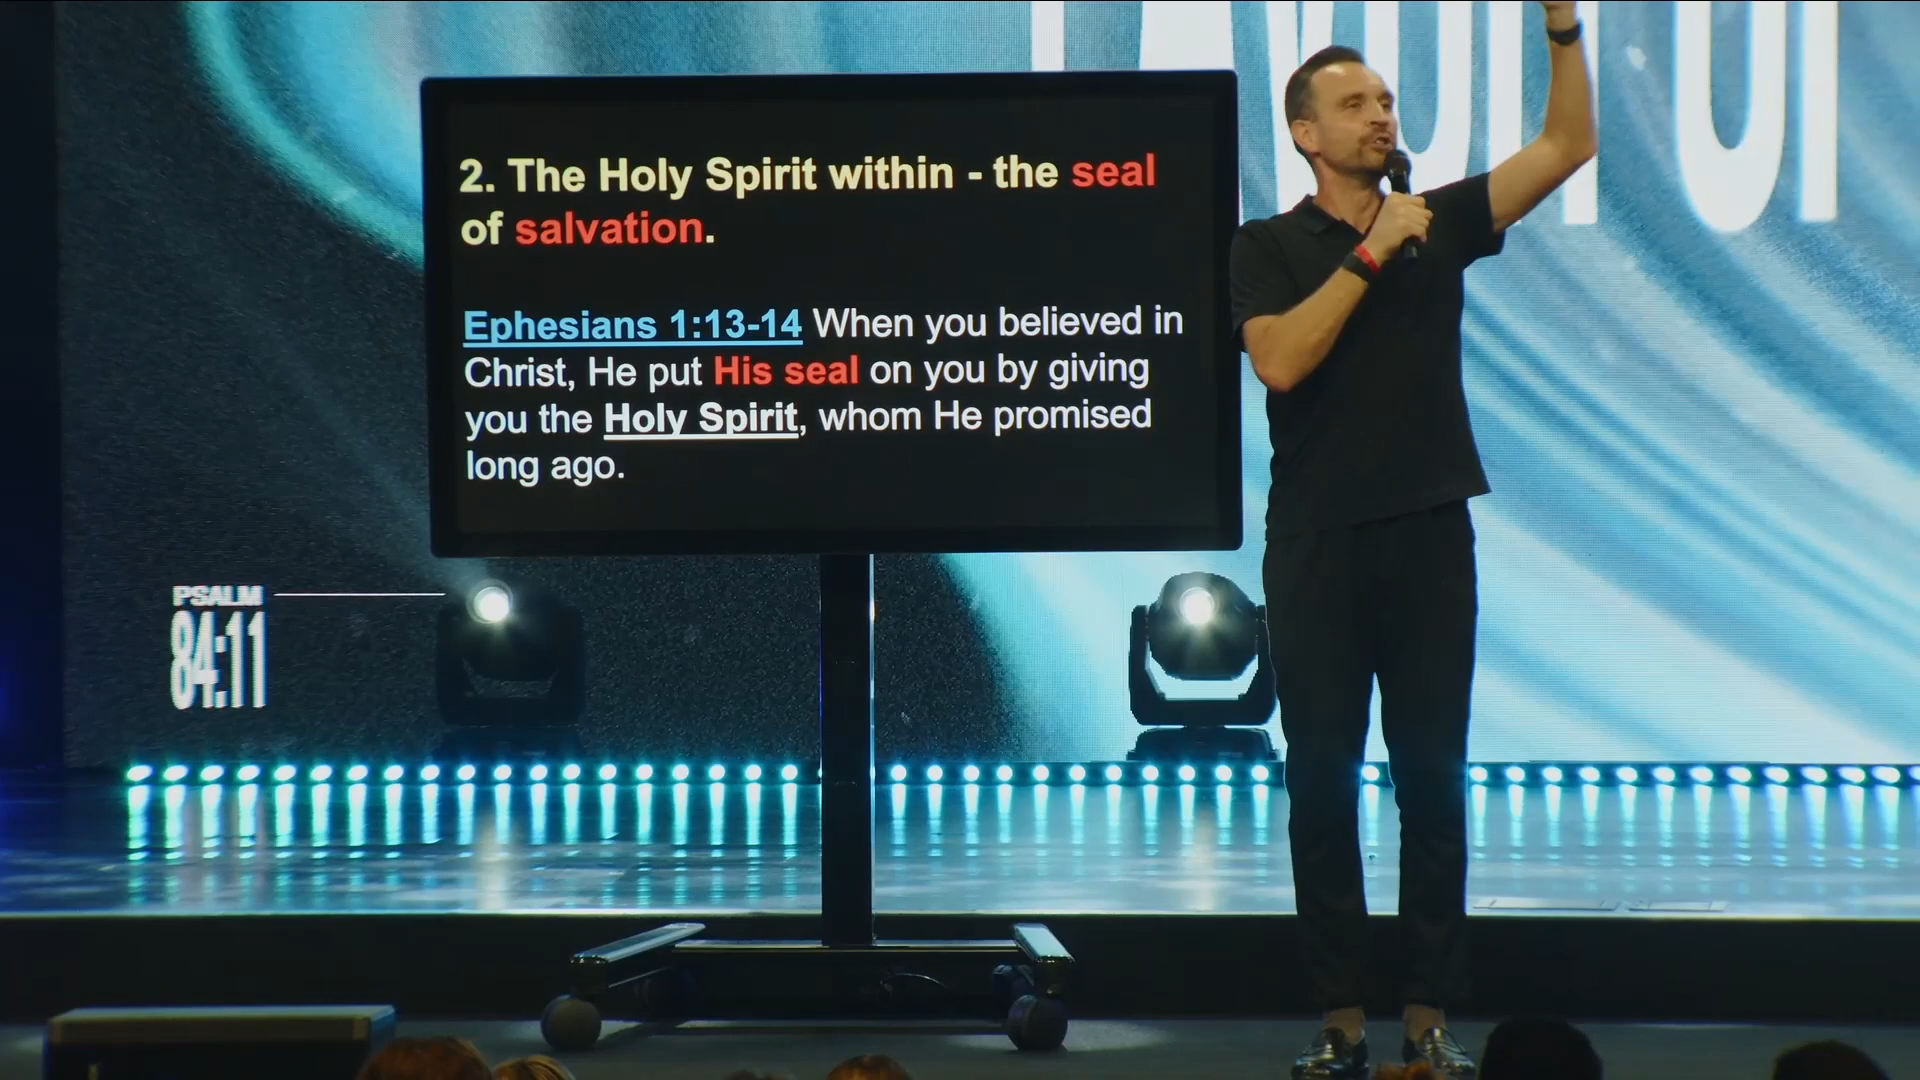 2. The Holy Spirit within - the seal
of salvation.
Ephesians 1:13-14 When you believed in
Christ, He put His seal on you by giving
you the Holy Spirit, whom He promised
long ago.
PSALM
84:11